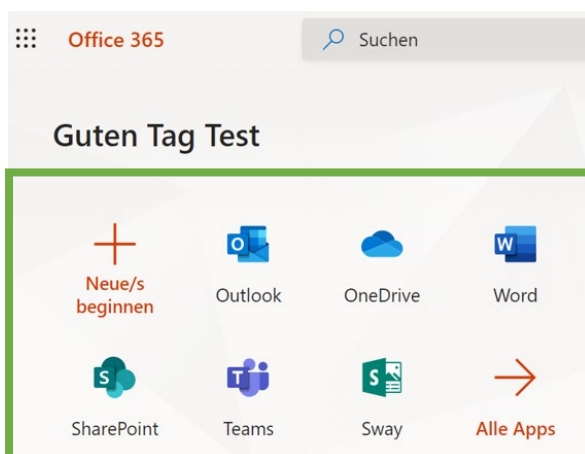 Office 365
Suchen
Guten Tag Test
Neue/s
beginnen
Outlook
OneDrive
Word
SharePoint
Teams
Sway
Alle Apps